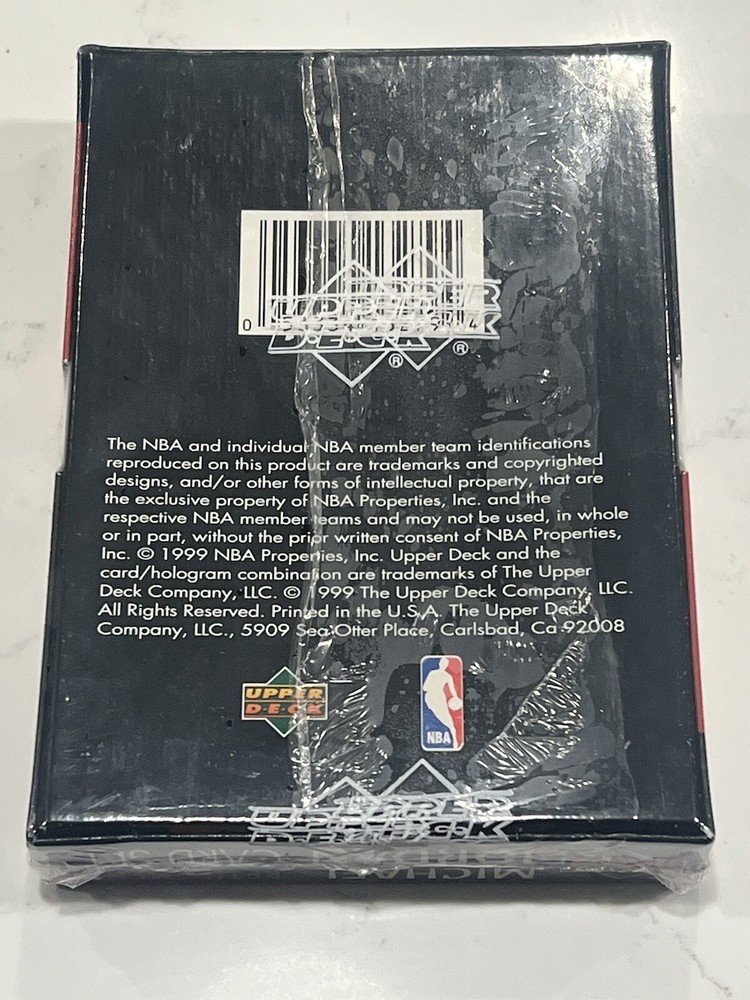 UPPER
DECK
®
®
0
4
The NBA and individual NBA member team identifications
reproduced on this product are trademarks and copyrighted
designs, and/or other forms of intellectual property, that are
the exclusive property of NBA Properties, Inc. and the
respective NBA member teams and may not be used, in whole
or in part, without the prior written consent of NBA Properties,
Inc. © 1999 NBA Properties, Inc. Upper Deck and the
card/hologram combination are trademarks of The Upper
Deck Company, LLC. © 1999 The Upper Deck Company, LLC.
All Rights Reserved. Printed in the U.S.A. The Upper Deck
Company, LLC., 5909 Sea Otter Place, Carlsbad, Ca 92008
UPPER
D·E·C·K
NBA
UPPER
DECK
MICHAEL
CARD SET